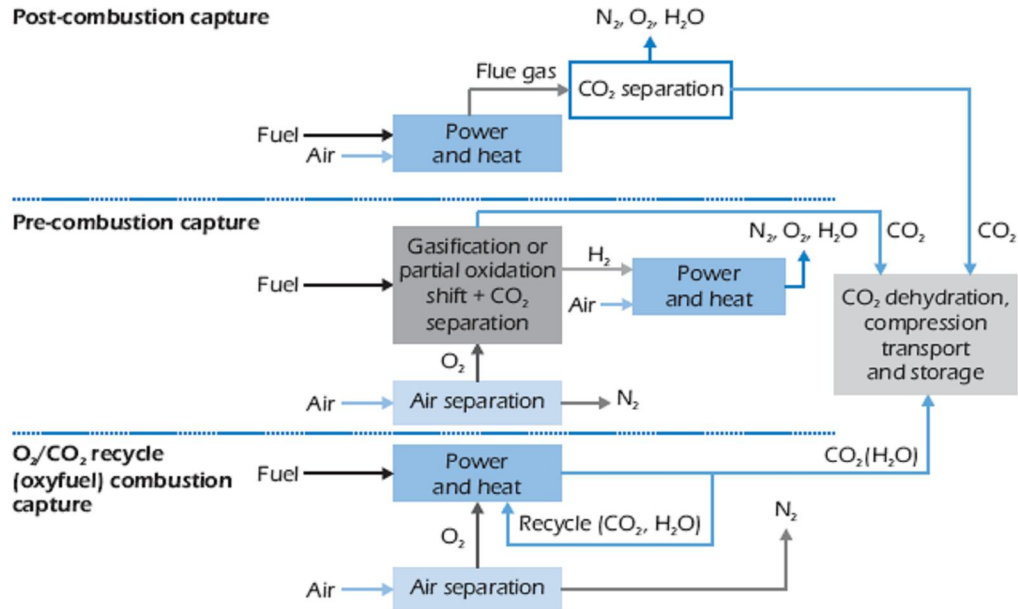 Post-combustion capture
N₂, O₂, H₂O
Flue gas
CO₂ separation
Fuel
Air
Power
and heat
CO₂
Pre-combustion capture
Gasification or
partial oxidation
shift + CO₂
separation
Fuel
H₂
Air
Power
and heat
N₂, O₂, H₂O
CO₂
CO₂ dehydration,
compression
transport
and storage
O₂
Air
Air separation
N₂
O₂/CO₂ recycle
(oxyfuel) combustion
capture
Fuel
Power
and heat
CO₂(H₂O)
Recycle (CO₂, H₂O)
O₂
N₂
Air
Air separation